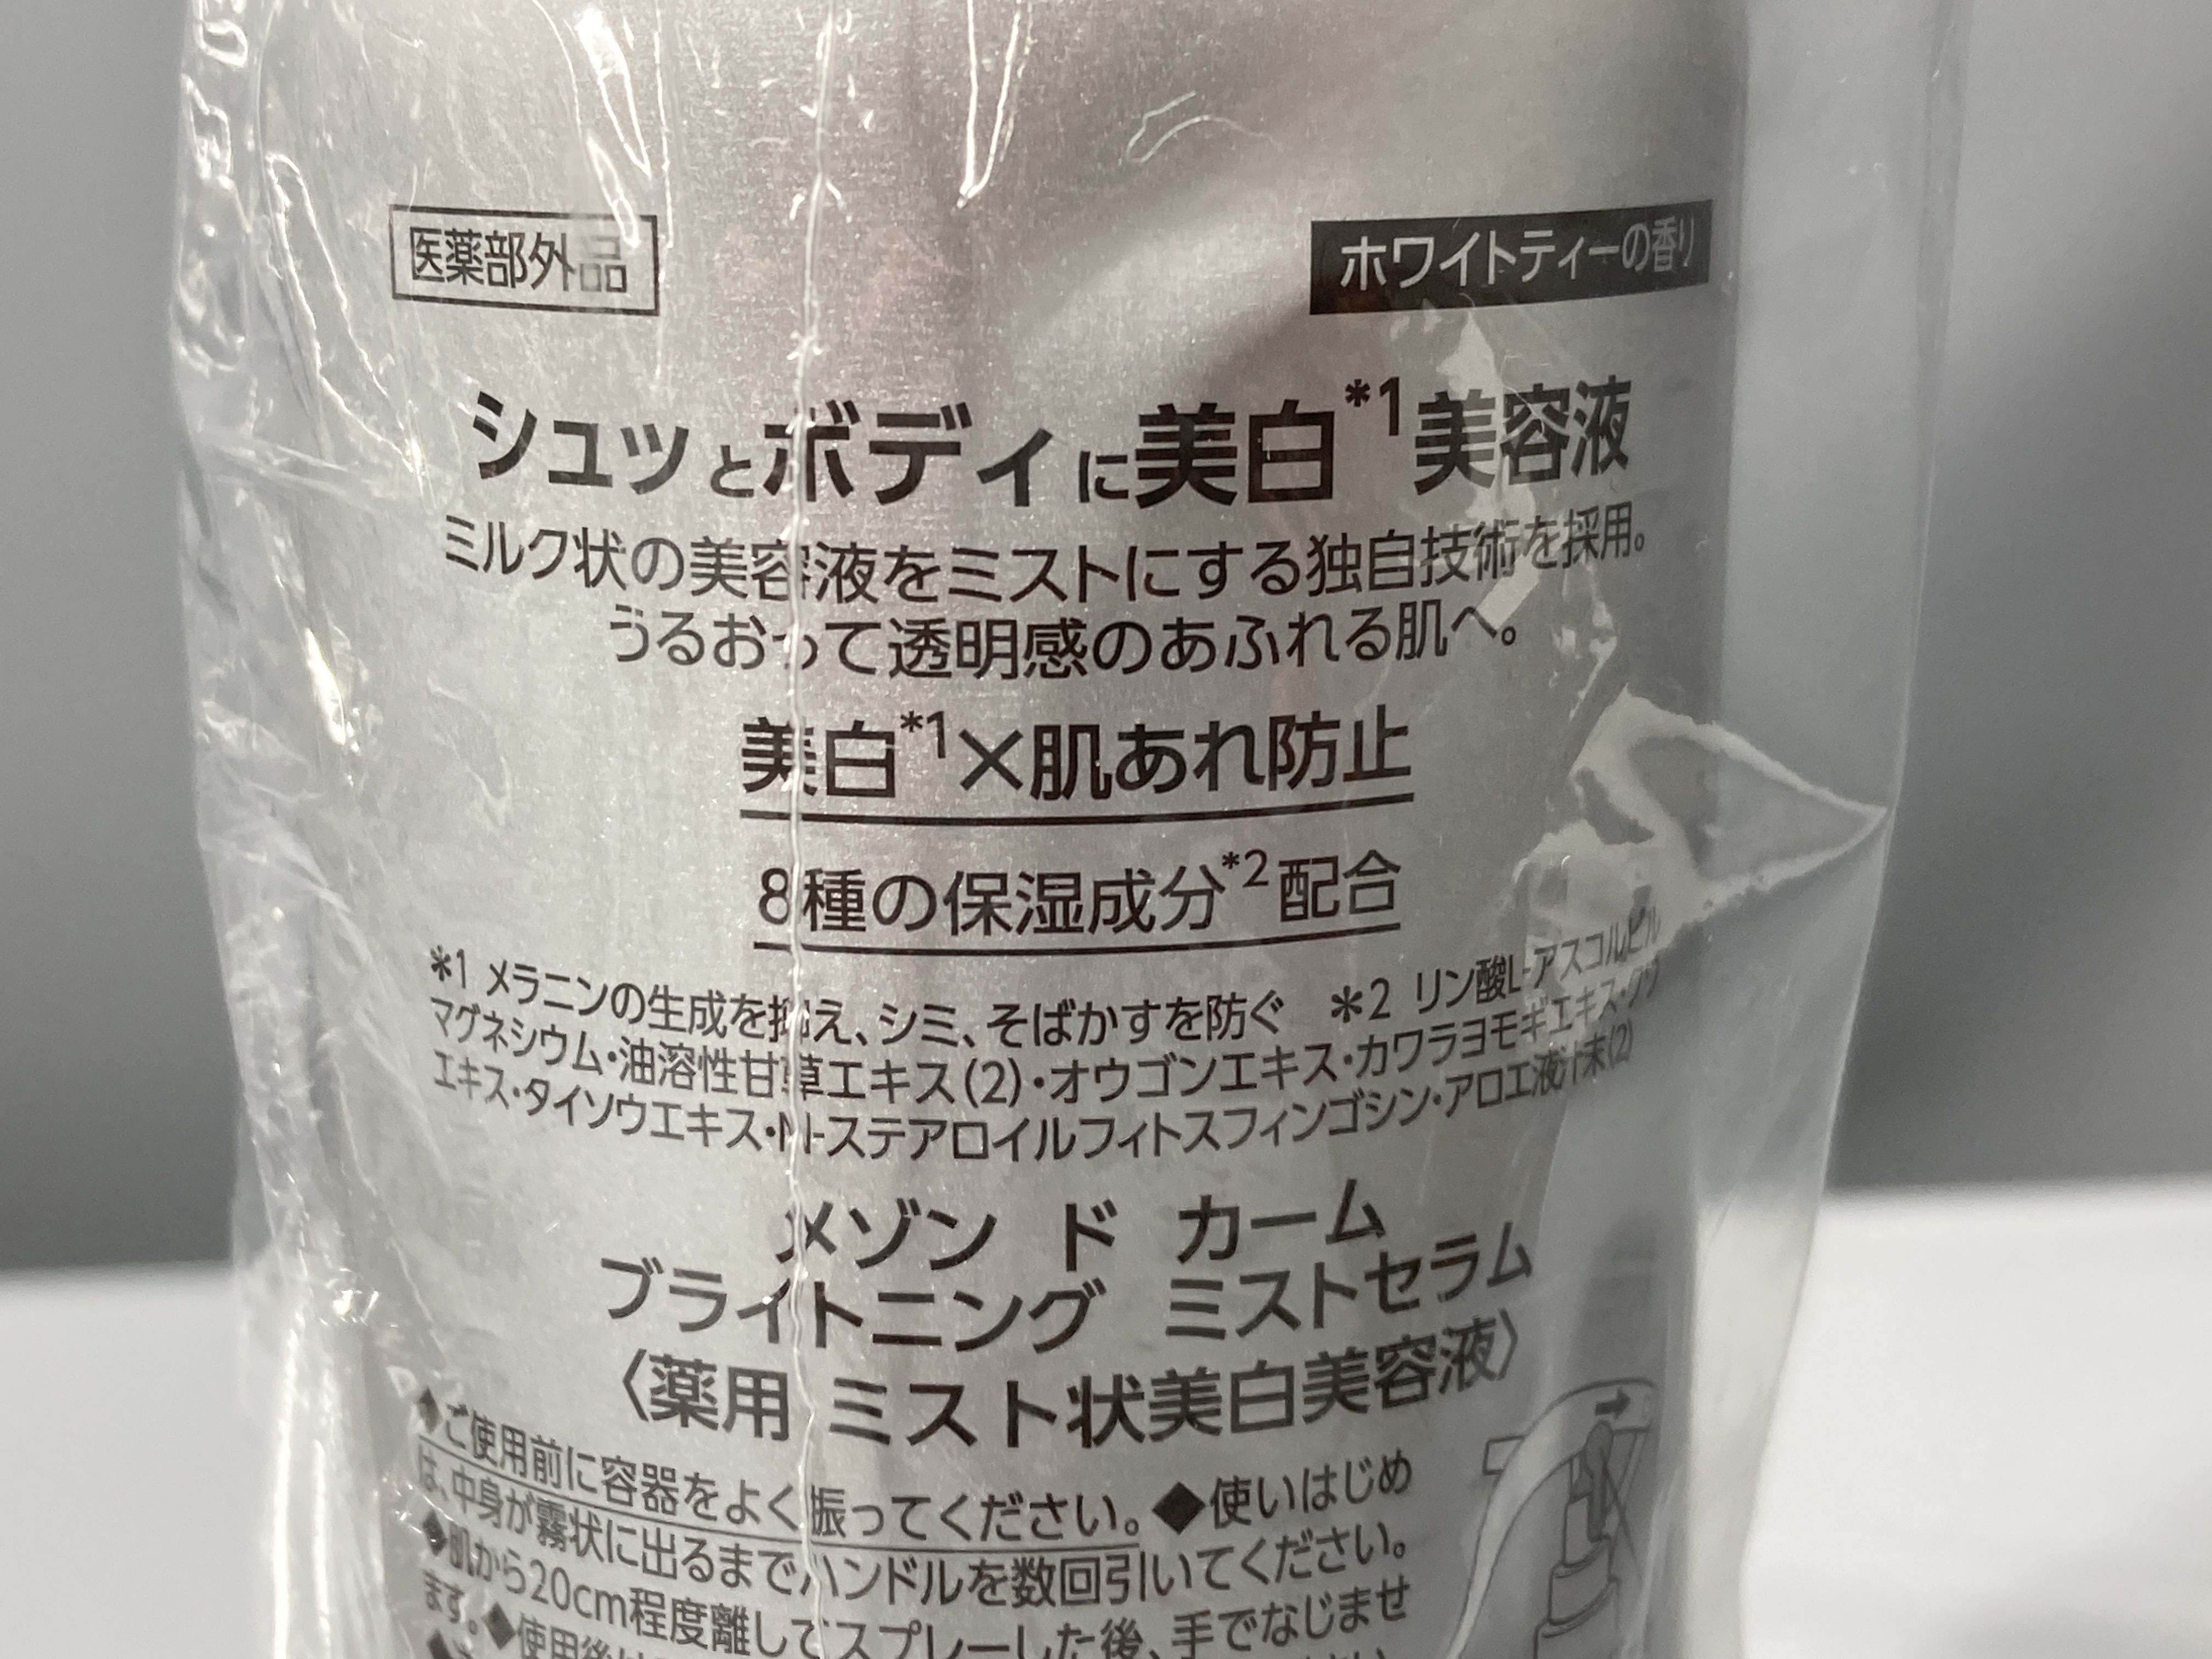 医薬部外品
ホワイトティーの香り
シュッとボディに美白*1美容液
ミルク状の美容液をミストにする独自技術を採用。
うるおって透明感のあふれる肌へ。
美白*1×肌あれ防止
8種の保湿成分*2配合
*1 メラニンの生成を抑え、シミ、そばかすを防ぐ *2 リン酸L-アスコルビル
マグネシウム・油溶性甘草エキス(2)・オウゴンエキス・カワラヨモギエキス・クワ
エキス・タイソウエキス・N-ステアロイルフィトスフィンゴシン・アロエ液汁末(2)
メゾン ド カーム
ブライトニング ミストセラム
〈薬用 ミスト状美白美容液〉
◆ご使用前に容器をよく振ってください。◆使いはじめ
は、中身が霧状に出るまでハンドルを数回引いてください。
◆肌から20cm程度離してスプレーした後、手でなじませ
ます。◆使用後は